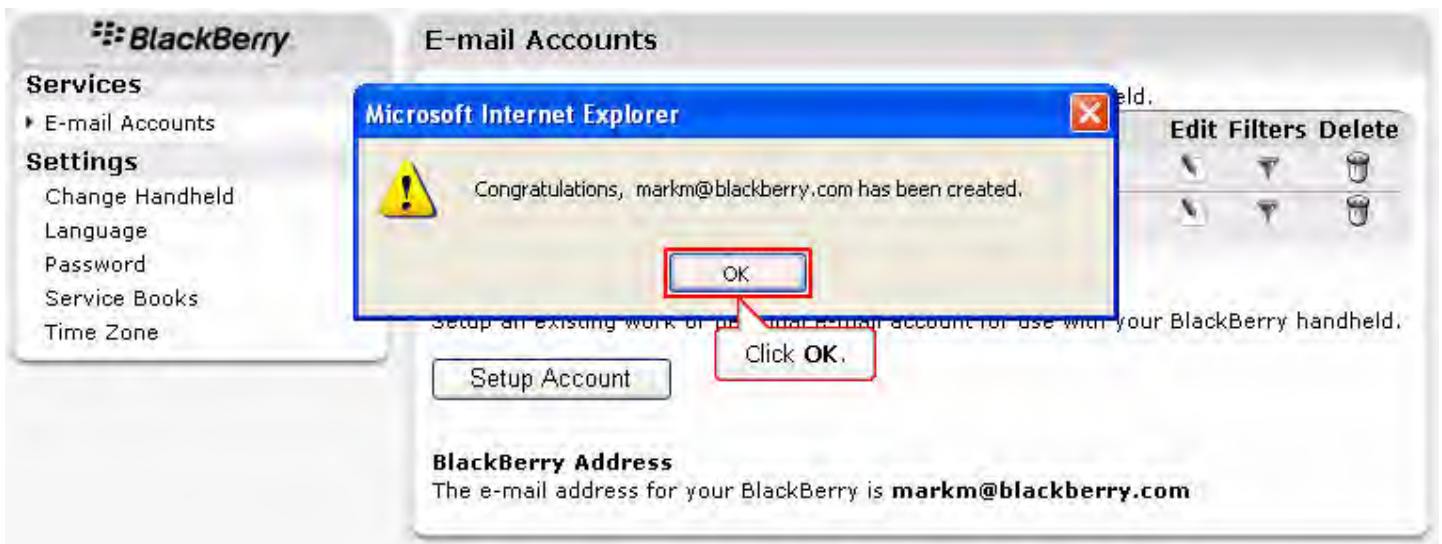 BlackBerry
Services
E-mail Accounts
Settings
Change Handheld
Language
Password
Service Books
Time Zone
E-mail Accounts
eld.
Edit Filters Delete
Microsoft Internet Explorer
Congratulations, markm@blackberry.com has been created.
OK
Click OK.
Setup an existing work or account for use with your BlackBerry handheld.
Setup Account
BlackBerry Address
The e-mail address for your BlackBerry is markm@blackberry.com